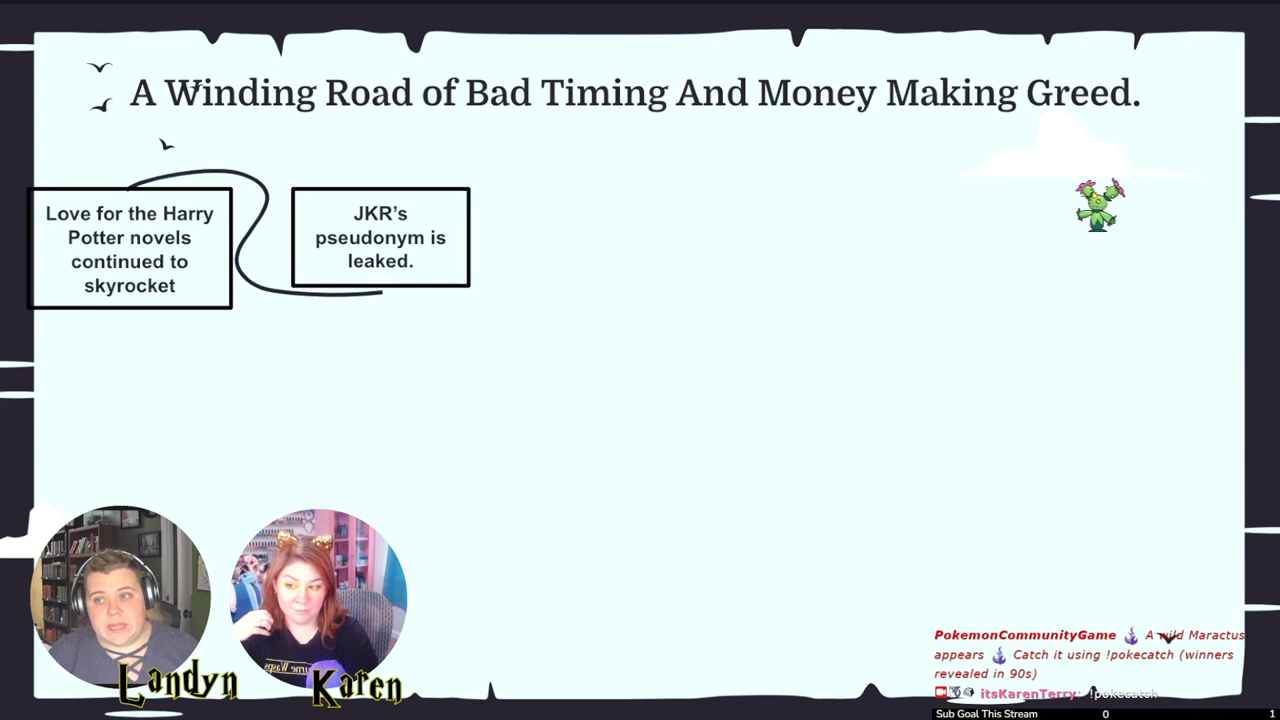 A Winding Road of Bad Timing And Money Making Greed.
Love for the Harry
Potter novels
continued to
skyrocket
JKR's
pseudonym is
leaked.
Landyn
Karen
PokemonCommunityGame A wild Maractus
appears Catch it using !pokecatch (winners
revealed in 90s)
itsKarenTerry: !pokecatch
Sub Goal This Stream 0 1